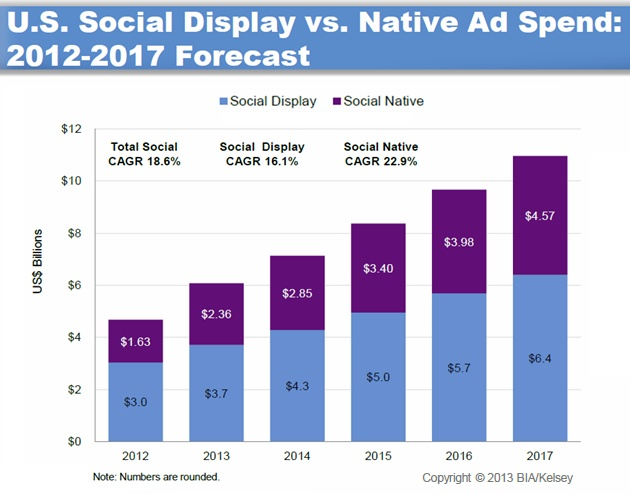 U.S. Social Display vs. Native Ad Spend:
2012-2017 Forecast
Social Display Social Native
$12
Total Social Social Display Social Native
CAGR 18.6% CAGR 16.1% CAGR 22.9%
$10
$8
$6
$4
$2
$0
US$ Billions
$1.63
$2.36
$2.85
$3.40
$3.98
$4.57
$3.0
$3.7
$4.3
$5.0
$5.7
$6.4
2012 2013 2014 2015 2016 2017
Note: Numbers are rounded.
Copyright © 2013 BIA/Kelsey